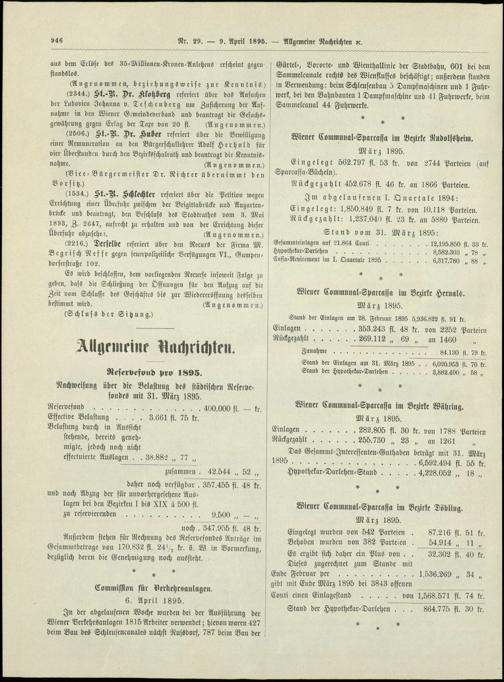 946
Nr. 29. — 9. April 1895. — Allgemeine Nachrichten ꝛc.
aus dem Erlöse des 35-Millionen-Kronen-Anlehens erscheint gegen-
standslos.
(Angenommen, beziehungsweise zur Kenntnis.)
(2344.) St.-R. Dr. Klotzberg referiert über das Ansuchen
der Ludovica Johanna v. Teschenberg um Zusicherung der Auf-
nahme in den Wiener Gemeindeverband und beantragt die Gesuchs-
gewährung gegen Erlag der Taxe von 20 fl. (Angenommen.)
(2506.) St.-R. Dr. Huber referiert über die Bewilligung
einer Remuneration an den Bürgerschullehrer Adolf Herhold für
vier Überstunden durch den Bezirksschulrath und beantragt die Kenntnis-
nahme. (Angenommen.)
(Vice-Bürgermeister Dr. Richter übernimmt den
Vorsitz.)
(1534.) St.-R. Schlechter referiert über die Petition wegen
Errichtung einer Überfuhr zwischen der Brigittabrücke und Augarten-
brücke und beantragt, den Beschluss des Stadtrathes vom 3. Mai
1893, Z. 2647, aufrecht zu erhalten und von der Errichtung dieser
Überfuhr abzusehen. (Angenommen.)
(2216.) Derselbe referiert über den Recurs der Firma M.
Begrisch Neffe gegen feuerpolizeiliche Verfügungen VI., Gumpen-
dorferstraße 102.
Es wird beschlossen, dem vorliegenden Recurse insoweit Folge zu
geben, dass die Schließung der Öffnungen für den Aufzug auf die
Zeit vom Schlusse des Geschäftes bis zur Wiedereröffnung desselben
bestimmt wird. (Angenommen.)
(Schluss der Sitzung.)
Allgemeine Nachrichten.
Reservefond pro 1895.
Nachweisung über die Belastung des städtischen Reserve-
fondes mit 31. März 1895.
Reservefond . . . . . . . . . . . 400.000 fl. — kr.
Effective Belastung . . . . 3.661 fl. 75 kr.
Belastung durch in Aussicht
stehende, bereits geneh-
migte, jedoch noch nicht
effectuierte Auslagen . . 38.882 „ 77 „
zusammen . 42.544 „ 52 „
daher noch verfügbar . 357.455 fl. 48 kr.
und nach Abzug der für unvorhergesehene Aus-
lagen bei den Bezirken I bis XIX à 500 fl.
zu reservierenden . . . . . . . . 9.500 „ — „
noch . 347.955 fl. 48 kr.
Außerdem stehen für Rechnung des Reservefondes Anträge im
Gesammtbetrage von 170.832 fl. 24½ kr. ö. W in Vormerkung,
bezüglich deren die Genehmigung noch aussteht.
* * *
Commission für Verkehrsanlagen.
6. April 1895.
In der abgelaufenen Woche wurden bei der Ausführung der
Wiener Verkehrsanlagen 1815 Arbeiter verwendet; hievon waren 427
beim Bau des Schleusencanales nächst Nussdorf, 787 beim Bau der
Gürtel-, Vororte- und Wienthallinie der Stadtbahn, 601 bei dem
Sammelcanale rechts des Wienflusses beschäftigt; außerdem standen
in Verwendung: beim Schleusenbau 5 Dampfmaschinen und 1 Fuhr-
werk, bei den Bahnbauten 1 Dampfmaschine und 41 Fuhrwerke, beim
Sammelcanal 44 Fuhrwerke.
* * *
Wiener Communal-Sparcassa im Bezirke Rudolfsheim.
März 1895.
Eingelegt 562.797 fl. 53 kr. von 2744 Parteien (auf
Sparcassa-Bücheln).
Rückgezahlt 452.678 fl. 46 kr. an 1866 Parteien.
Im abgelaufenen I. Quartale 1894:
Eingelegt: 1,850.849 fl. 7 kr. von 10.118 Parteien.
Rückgezahlt: 1,237.040 fl. 23 kr. an 5880 Parteien.
Stand vom 31. März 1895:
Gesammteinlagen auf 21.864 Conti . . . . . . 12,195.850 fl. 33 kr.
Hypothekar-Darlehen . . . . . . . . . 8,582.303 „ 78 „
Cassa-Revirement im I. Quartale 1895 . . . . . 6,317.780 „ 88 „
* * *
Wiener Communal-Sparcassa im Bezirke Hernals.
März 1895.
Stand der Einlagen am 28. Februar 1895 5,936.822 fl. 91 kr.
Einlagen . . . . . . 353.243 fl. 48 kr. von 2252 Parteien
Rückgezahlt . . . . . 269.112 „ 69 „ an 1460 „
Zunahme . . . . . . . . . . 84.130 fl. 79 kr.
Stand der Einlagen am 31. März 1895 . . 6,020.953 fl. 70 kr.
Stand der Hypothekar-Darlehen . . . . . 3,882.400 „ 58 „
* * *
Wiener Communal-Sparcassa im Bezirke Währing.
März 1895.
Einlagen . . . . . . 282.805 fl. 30 kr. von 1788 Parteien
Rückgezahlt . . . . . 255.730 „ 23 „ an 1261 „
Das Gesammt-Interessenten-Guthaben beträgt mit 31. März
1895 . . . . . . . . . . . . 6,592.494 fl. 55 kr.
Hypothekar-Darlehen-Stand . . . . 4,228.052 „ 18 „
* * *
Wiener Communal-Sparcassa im Bezirke Döbling.
März 1895.
Eingelegt wurden von 542 Parteien . 87.216 fl. 51 kr.
Behoben wurden von 382 Parteien . 54.914 „ 11 „
Es ergibt sich daher ein Plus von . . 32.302 fl. 40 kr.
Dieses zugerechnet zum Stande mit
Ende Februar per . . . . . . . . 1,536.269 „ 34 „
gibt mit Ende März 1895 bei 3843 offenen
Conti einen Einlagestand . . . . von 1,568.571 fl. 74 kr.
Stand der Hypothekar-Darlehen . . . 864.775 fl. 30 kr.
* * *